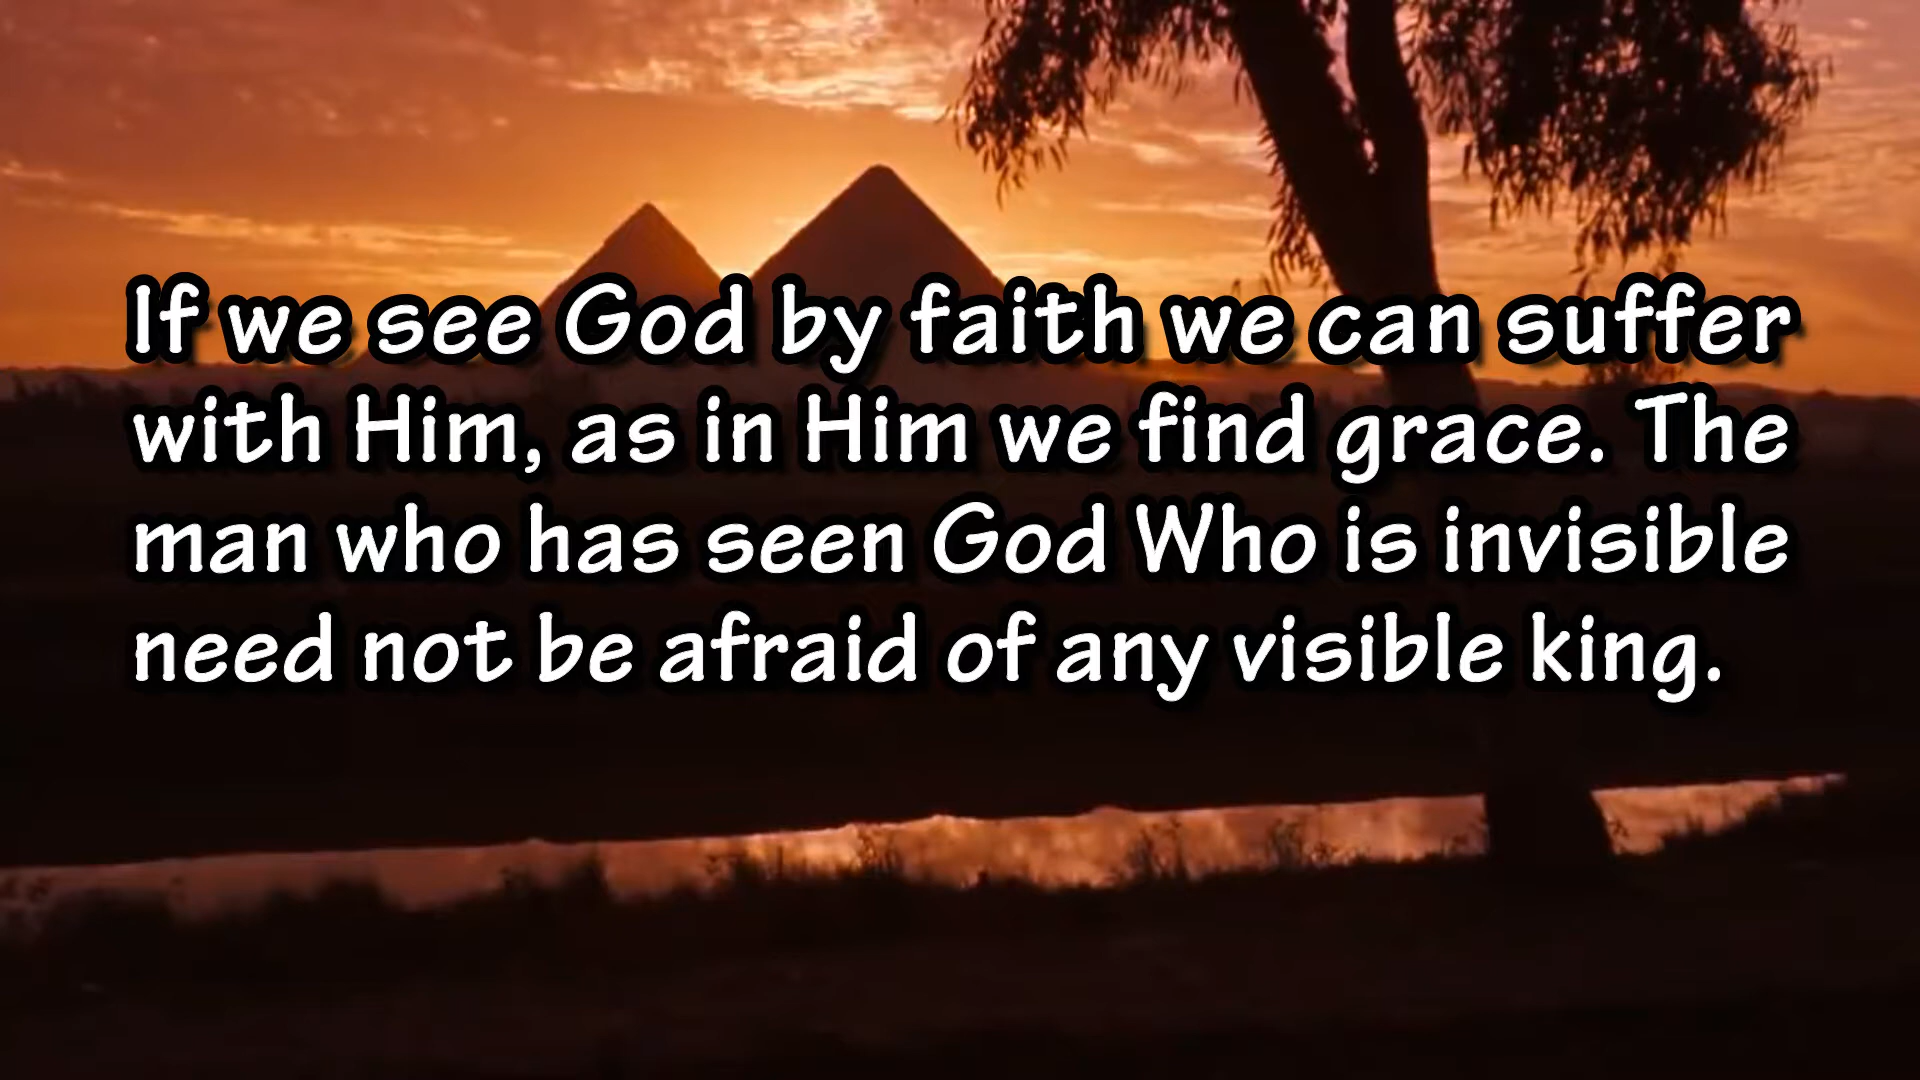 If we see God by faith we can suffer
with Him, as in Him we find grace. The
man who has seen God Who is invisible
need not be afraid of any visible king.